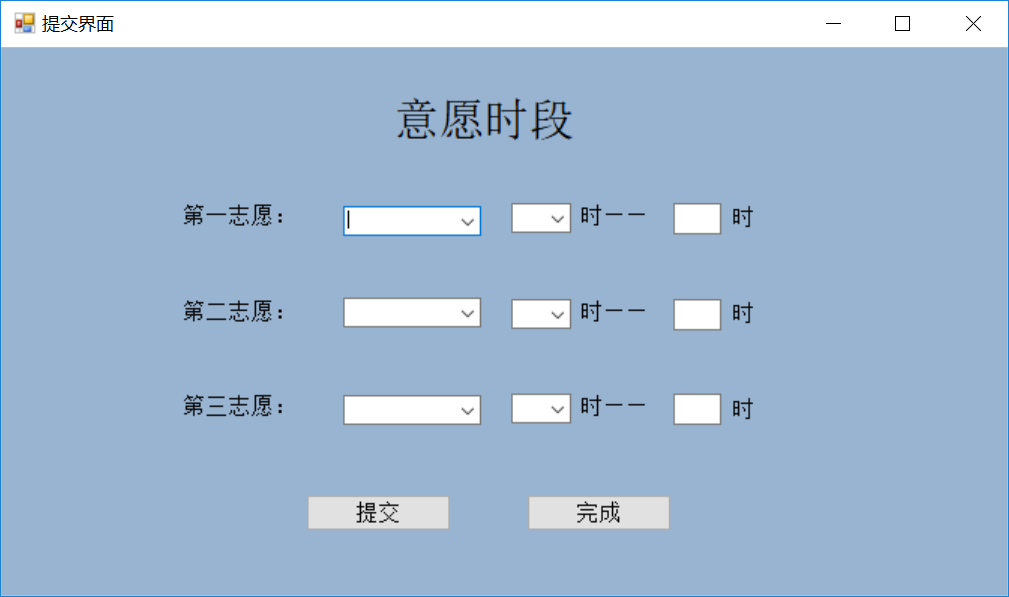 提交界面
意愿时段
第一志愿： 时－－ 时
第二志愿： 时－－ 时
第三志愿： 时－－ 时
提交 完成